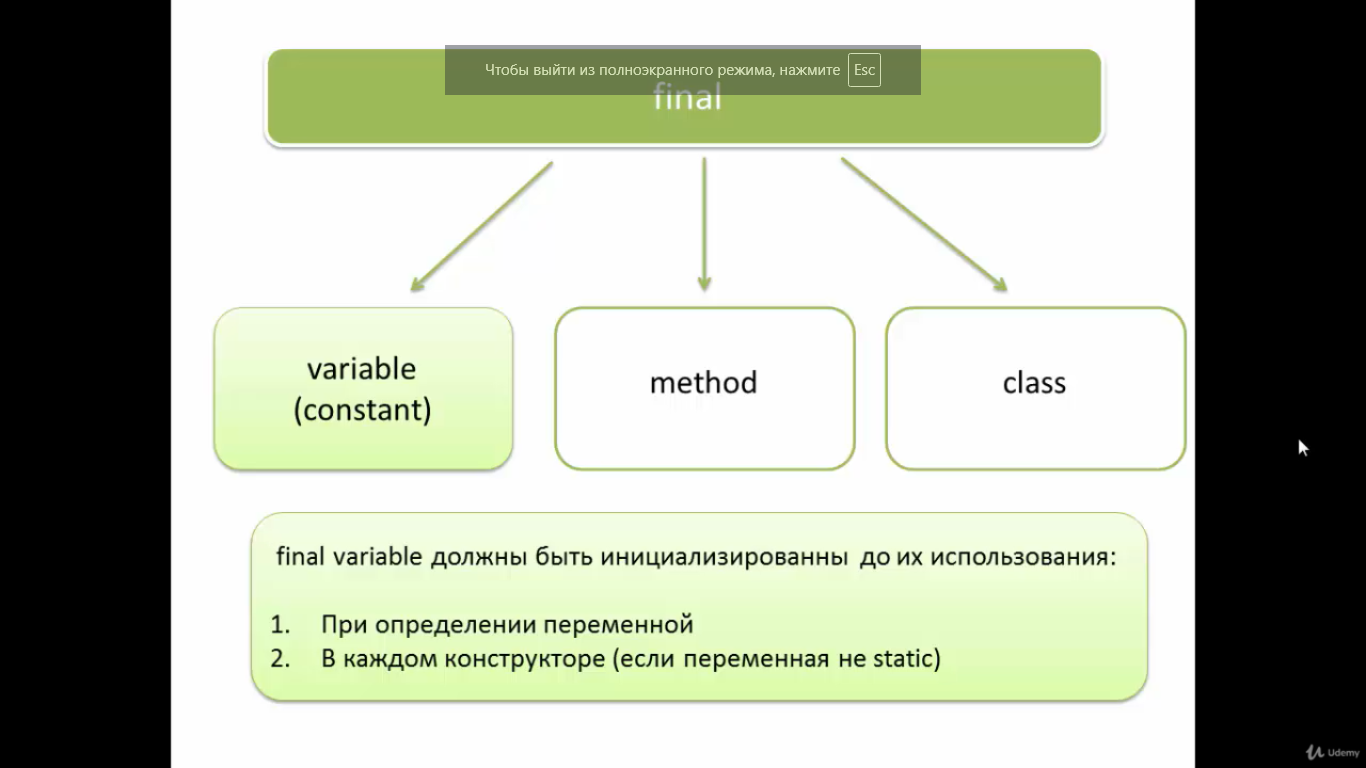 Чтобы выйти из полноэкранного режима, нажмите Esc
final
variable
(constant)
method
class
final variable должны быть инициализированны до их использования:
1. При определении переменной
2. В каждом конструкторе (если переменная не static)
Udemy